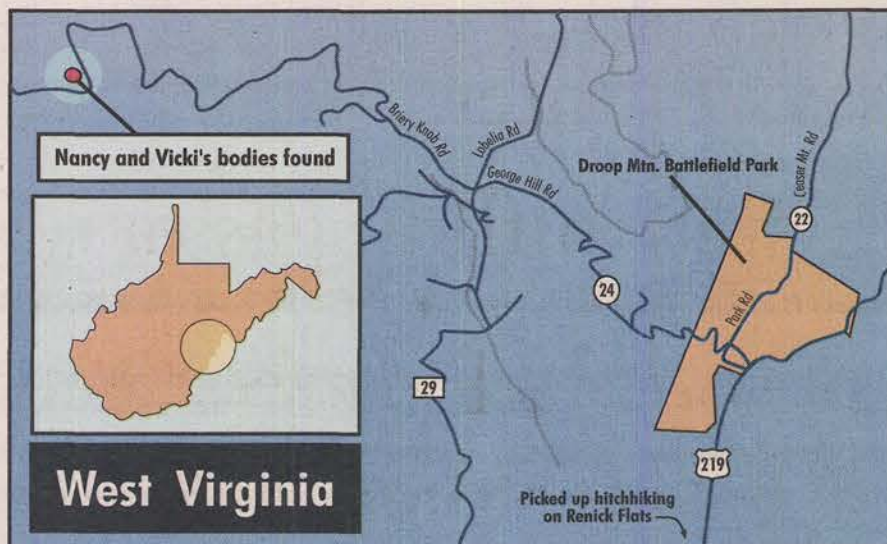 Nancy and Vicki's bodies found
Briery Knob Rd
Lobelia Rd
George Hill Rd
Droop Mtn. Battlefield Park
Ceaser Mt. Rd
22
24
Park Rd
29
219
West Virginia
Picked up hitchhiking
on Renick Flats